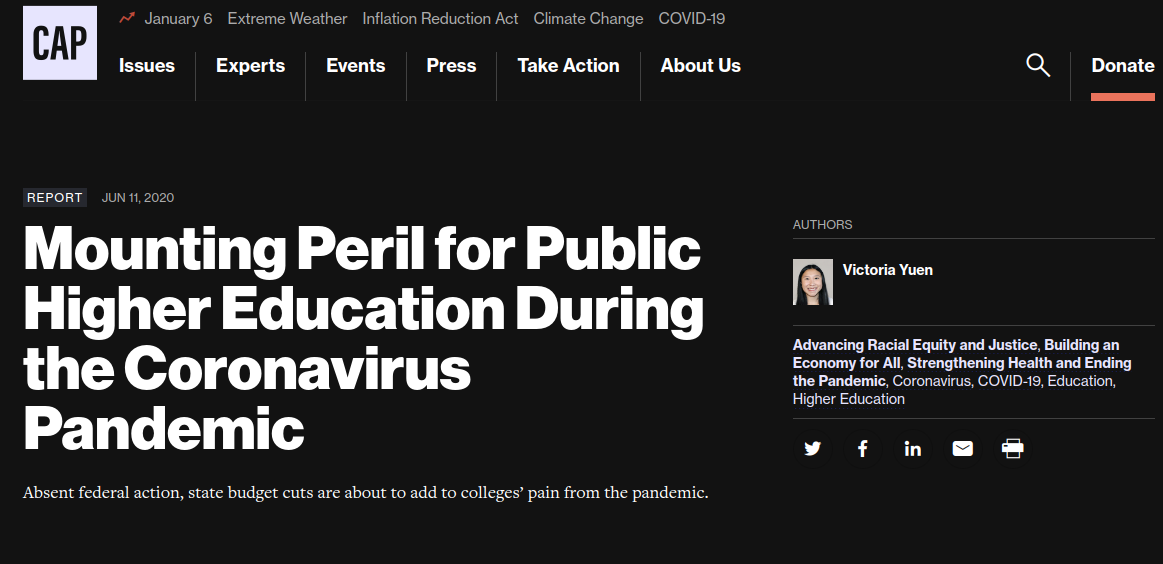 CAP
January 6 Extreme Weather Inflation Reduction Act Climate Change COVID-19
Issues Experts Events Press Take Action About Us Donate
REPORT JUN 11, 2020
Mounting Peril for Public
Higher Education During
the Coronavirus
Pandemic
Absent federal action, state budget cuts are about to add to colleges’ pain from the pandemic.
AUTHORS
Victoria Yuen
Advancing Racial Equity and Justice, Building an
Economy for All, Strengthening Health and Ending
the Pandemic, Coronavirus, COVID-19, Education,
Higher Education